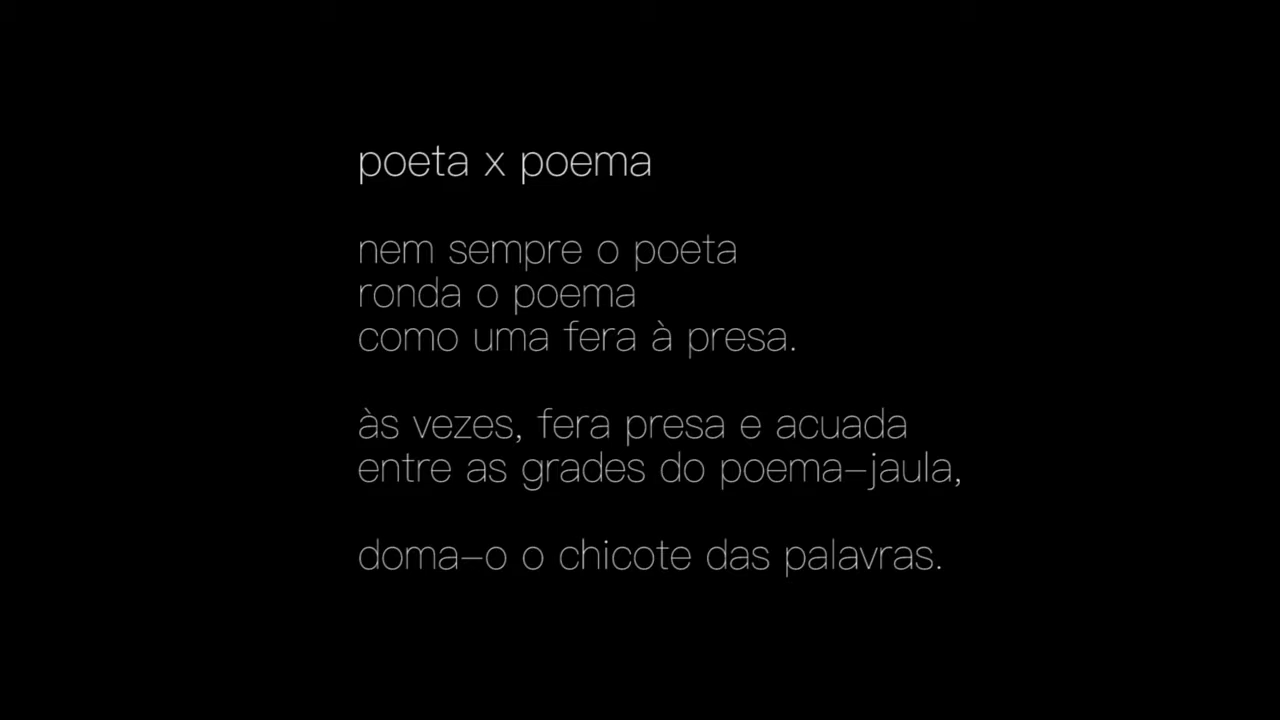 poeta x poema
nem sempre o poeta
ronda o poema
como uma fera à presa.
às vezes, fera presa e acuada
entre as grades do poema-jaula,
doma-o o chicote das palavras.